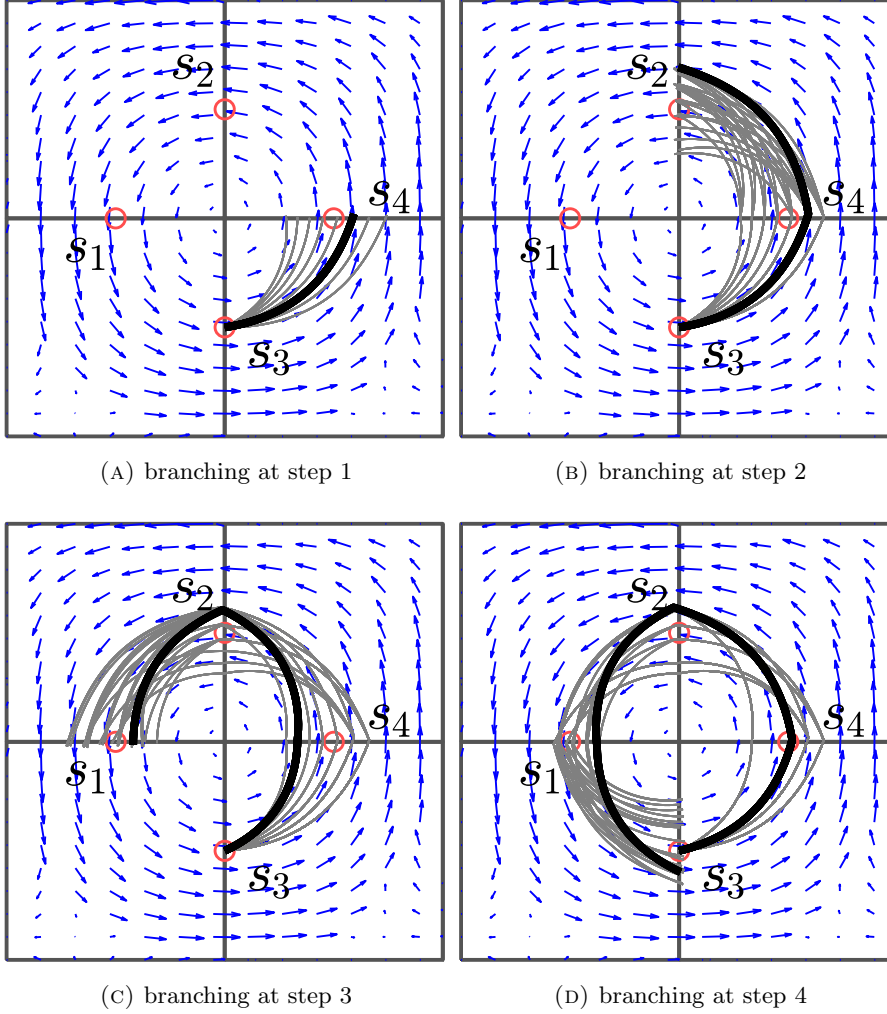 s2
s4
s1
s3
(A) branching at step 1
s2
s4
s1
s3
(B) branching at step 2
s2
s4
s1
s3
(C) branching at step 3
s2
s4
s1
s3
(D) branching at step 4